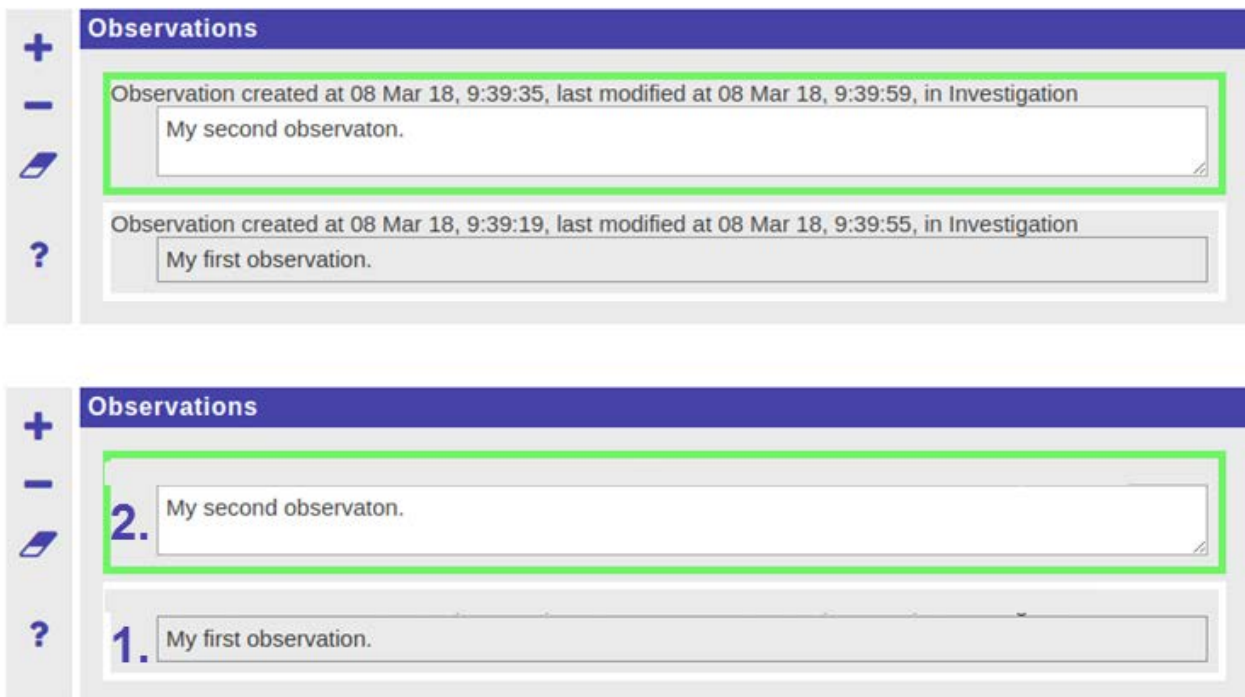 Observations
Observation created at 08 Mar 18, 9:39:35, last modified at 08 Mar 18, 9:39:59, in Investigation
My second observaton.
Observation created at 08 Mar 18, 9:39:19, last modified at 08 Mar 18, 9:39:55, in Investigation
?
My first observation.
Observations
2. My second observaton.
?
1. My first observation.